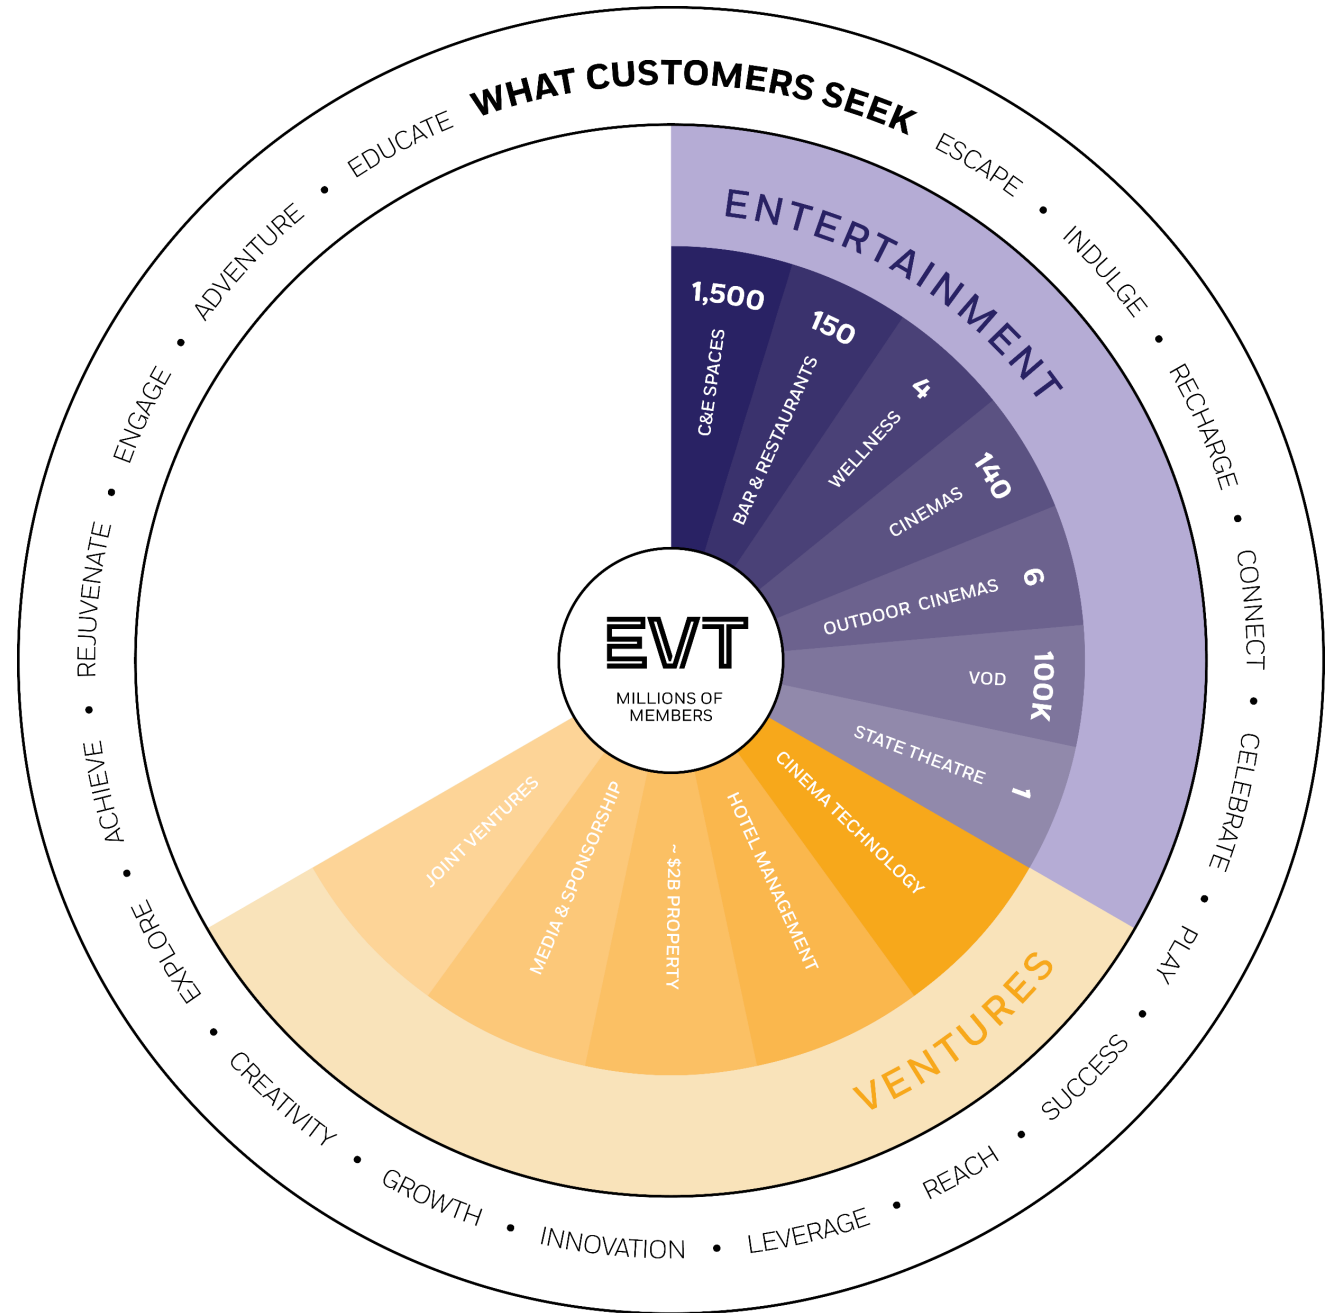 WHAT CUSTOMERS SEEK
ESCAPE • INDULGE • RECHARGE • CONNECT • CELEBRATE • PLAY • SUCCESS • REACH • LEVERAGE • INNOVATION • GROWTH • CREATIVITY • EXPLORE • ACHIEVE • REJUVENATE • ENGAGE • ADVENTURE • EDUCATE
ENTERTAINMENT
1,500
C&E SPACES
150
BAR & RESTAURANTS
4
WELLNESS
140
CINEMAS
6
OUTDOOR CINEMAS
100K
VOD
1
STATE THEATRE
VENTURES
CINEMA TECHNOLOGY
HOTEL MANAGEMENT
~ $2B PROPERTY
MEDIA & SPONSORSHIP
JOINT VENTURES
EVT
MILLIONS OF
MEMBERS